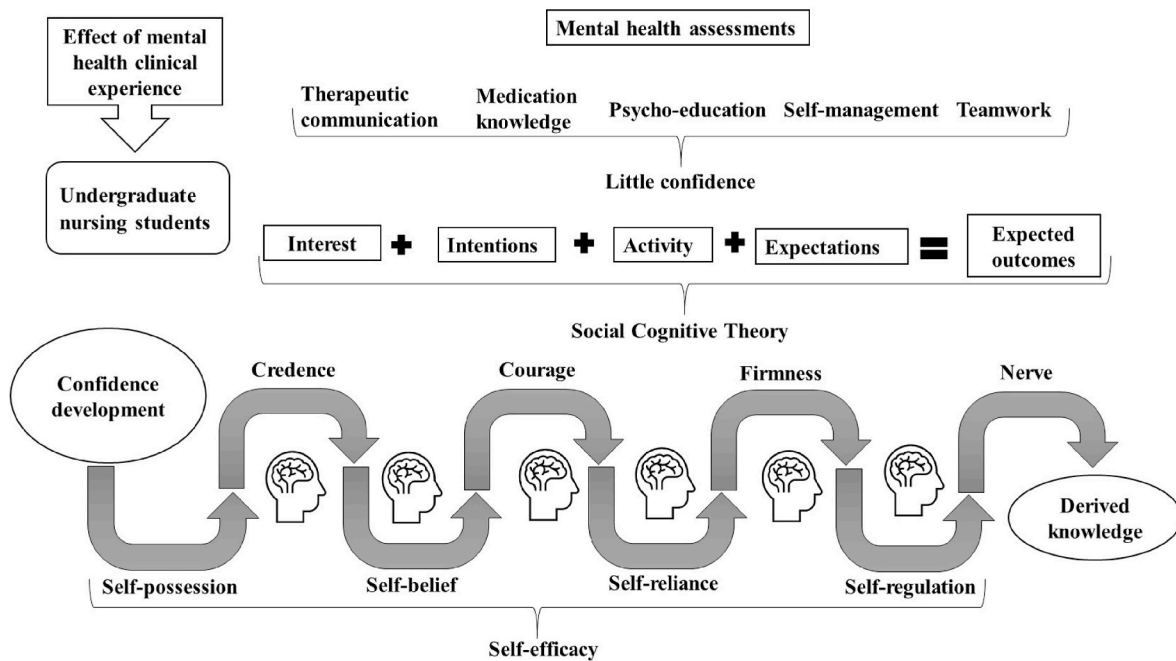 Effect of mental
health clinical
experience
Undergraduate
nursing students
Mental health assessments
Therapeutic
communication
Medication
knowledge
Psycho-education
Self-management
Teamwork
Little confidence
Interest
+
Intentions
+
Activity
+
Expectations
=
Expected
outcomes
Social Cognitive Theory
Confidence
development
Credence
Courage
Firmness
Nerve
Derived
knowledge
Self-possession
Self-belief
Self-reliance
Self-regulation
Self-efficacy